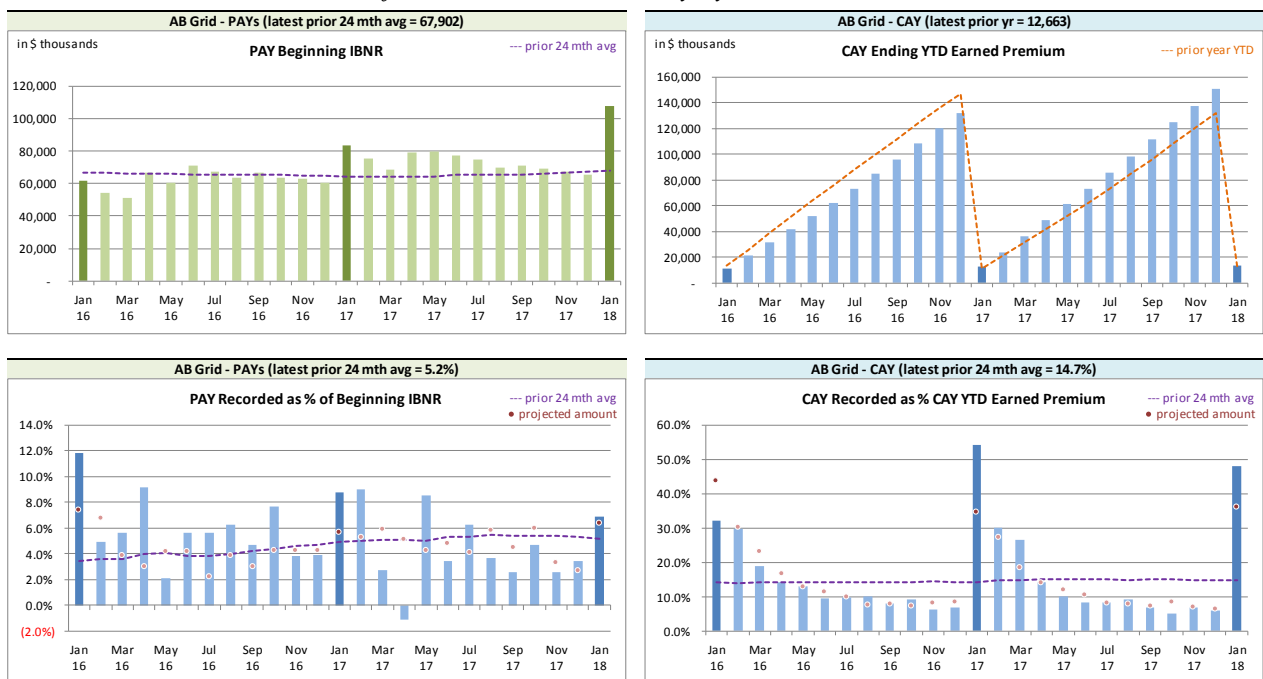 AB Grid - PAYs (latest prior 24 mth avg = 67,902)
in $ thousands
PAY Beginning IBNR
--- prior 24 mth avg
120,000
100,000
80,000
60,000
40,000
20,000
-
Jan Mar May Jul Sep Nov Jan Mar May Jul Sep Nov Jan
16 16 16 16 16 16 17 17 17 17 17 17 18
AB Grid - CAY (latest prior yr = 12,663)
in $ thousands
CAY Ending YTD Earned Premium
--- prior year YTD
160,000
140,000
120,000
100,000
80,000
60,000
40,000
20,000
-
Jan Mar May Jul Sep Nov Jan Mar May Jul Sep Nov Jan
16 16 16 16 16 16 17 17 17 17 17 17 18
AB Grid - PAYs (latest prior 24 mth avg = 5.2%)
PAY Recorded as % of Beginning IBNR
--- prior 24 mth avg
• projected amount
14.0%
12.0%
10.0%
8.0%
6.0%
4.0%
2.0%
0.0%
(2.0%)
Jan Mar May Jul Sep Nov Jan Mar May Jul Sep Nov Jan
16 16 16 16 16 16 17 17 17 17 17 17 18
AB Grid - CAY (latest prior 24 mth avg = 14.7%)
CAY Recorded as % CAY YTD Earned Premium
--- prior 24 mth avg
• projected amount
60.0%
50.0%
40.0%
30.0%
20.0%
10.0%
0.0%
Jan Mar May Jul Sep Nov Jan Mar May Jul Sep Nov Jan
16 16 16 16 16 16 17 17 17 17 17 17 18